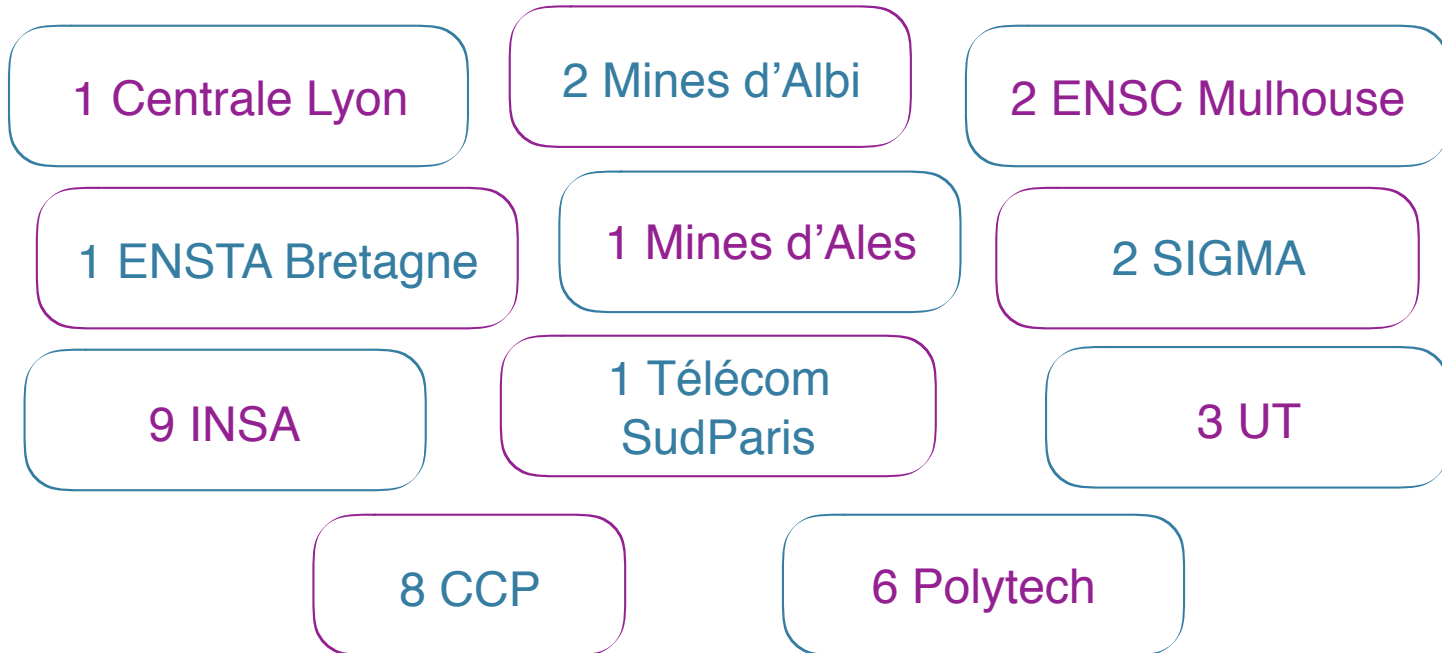 1 Centrale Lyon
2 Mines d’Albi
2 ENSC Mulhouse
1 ENSTA Bretagne
1 Mines d’Ales
2 SIGMA
9 INSA
1 Télécom
SudParis
3 UT
8 CCP
6 Polytech